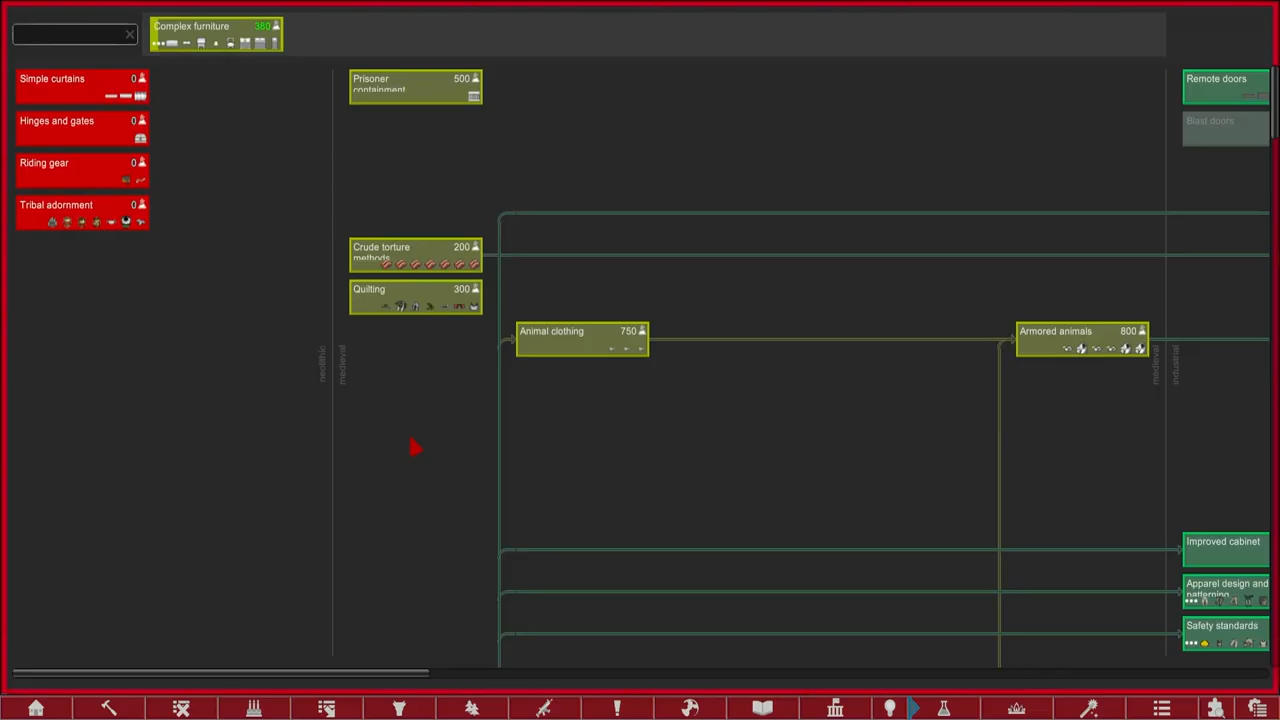 Complex furniture 380
Simple curtains 0
Hinges and gates 0
Riding gear 0
Tribal adornment 0
neolithic
medieval
Prisoner containment 500
Crude torture methods 200
Quilting 300
Animal clothing 750
Armored animals 800
medieval
industrial
Remote doors
Blast doors
Improved cabinet
Apparel design and patterning
Safety standards